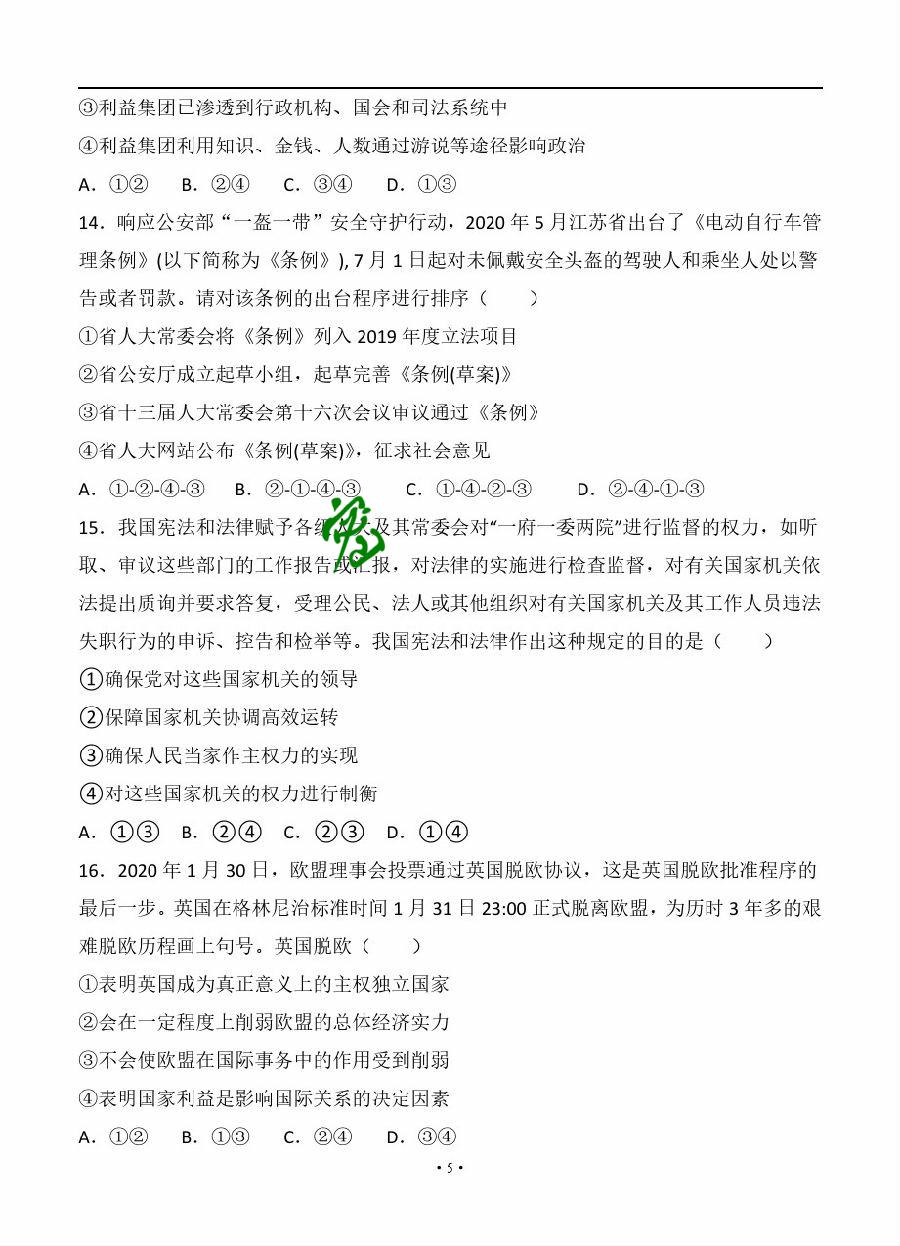 ③利益集团已渗透到行政机构、国会和司法系统中
④利益集团利用知识、金钱、人数通过游说等途径影响政治
A．①② B．②④ C．③④ D．①③
14．响应公安部“一盔一带”安全守护行动，2020 年 5 月江苏省出台了《电动自行车管
理条例》(以下简称为《条例》), 7 月 1 日起对未佩戴安全头盔的驾驶人和乘坐人处以警
告或者罚款。请对该条例的出台程序进行排序（  ）
①省人大常委会将《条例》列入 2019 年度立法项目
②省公安厅成立起草小组，起草完善《条例(草案)》
③省十三届人大常委会第十六次会议审议通过《条例》
④省人大网站公布《条例(草案)》，征求社会意见
A．①-②-④-③ B．②-①-④-③ C．①-④-②-③ D．②-④-①-③
15．我国宪法和法律赋予各级人大及其常委会对“一府一委两院”进行监督的权力，如听
取、审议这些部门的工作报告或汇报，对法律的实施进行检查监督，对有关国家机关依
法提出质询并要求答复，受理公民、法人或其他组织对有关国家机关及其工作人员违法
失职行为的申诉、控告和检举等。我国宪法和法律作出这种规定的目的是（  ）
①确保党对这些国家机关的领导
②保障国家机关协调高效运转
③确保人民当家作主权力的实现
④对这些国家机关的权力进行制衡
A．①③ B．②④ C．②③ D．①④
16．2020 年 1 月 30 日，欧盟理事会投票通过英国脱欧协议，这是英国脱欧批准程序的
最后一步。英国在格林尼治标准时间 1 月 31 日 23:00 正式脱离欧盟，为历时 3 年多的艰
难脱欧历程画上句号。英国脱欧（  ）
①表明英国成为真正意义上的主权独立国家
②会在一定程度上削弱欧盟的总体经济实力
③不会使欧盟在国际事务中的作用受到削弱
④表明国家利益是影响国际关系的决定因素
A．①② B．①③ C．②④ D．③④
• 5 •